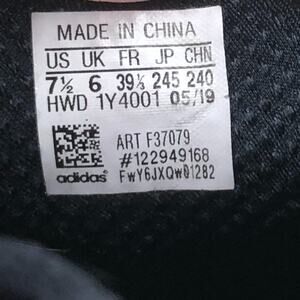 MADE IN CHINA
US UK FR JP CHN
7½ 6 39⅓ 245 240
HWD 1Y4001 05/19
ART F37079
#122949168
adidas FwY6JXQw01282